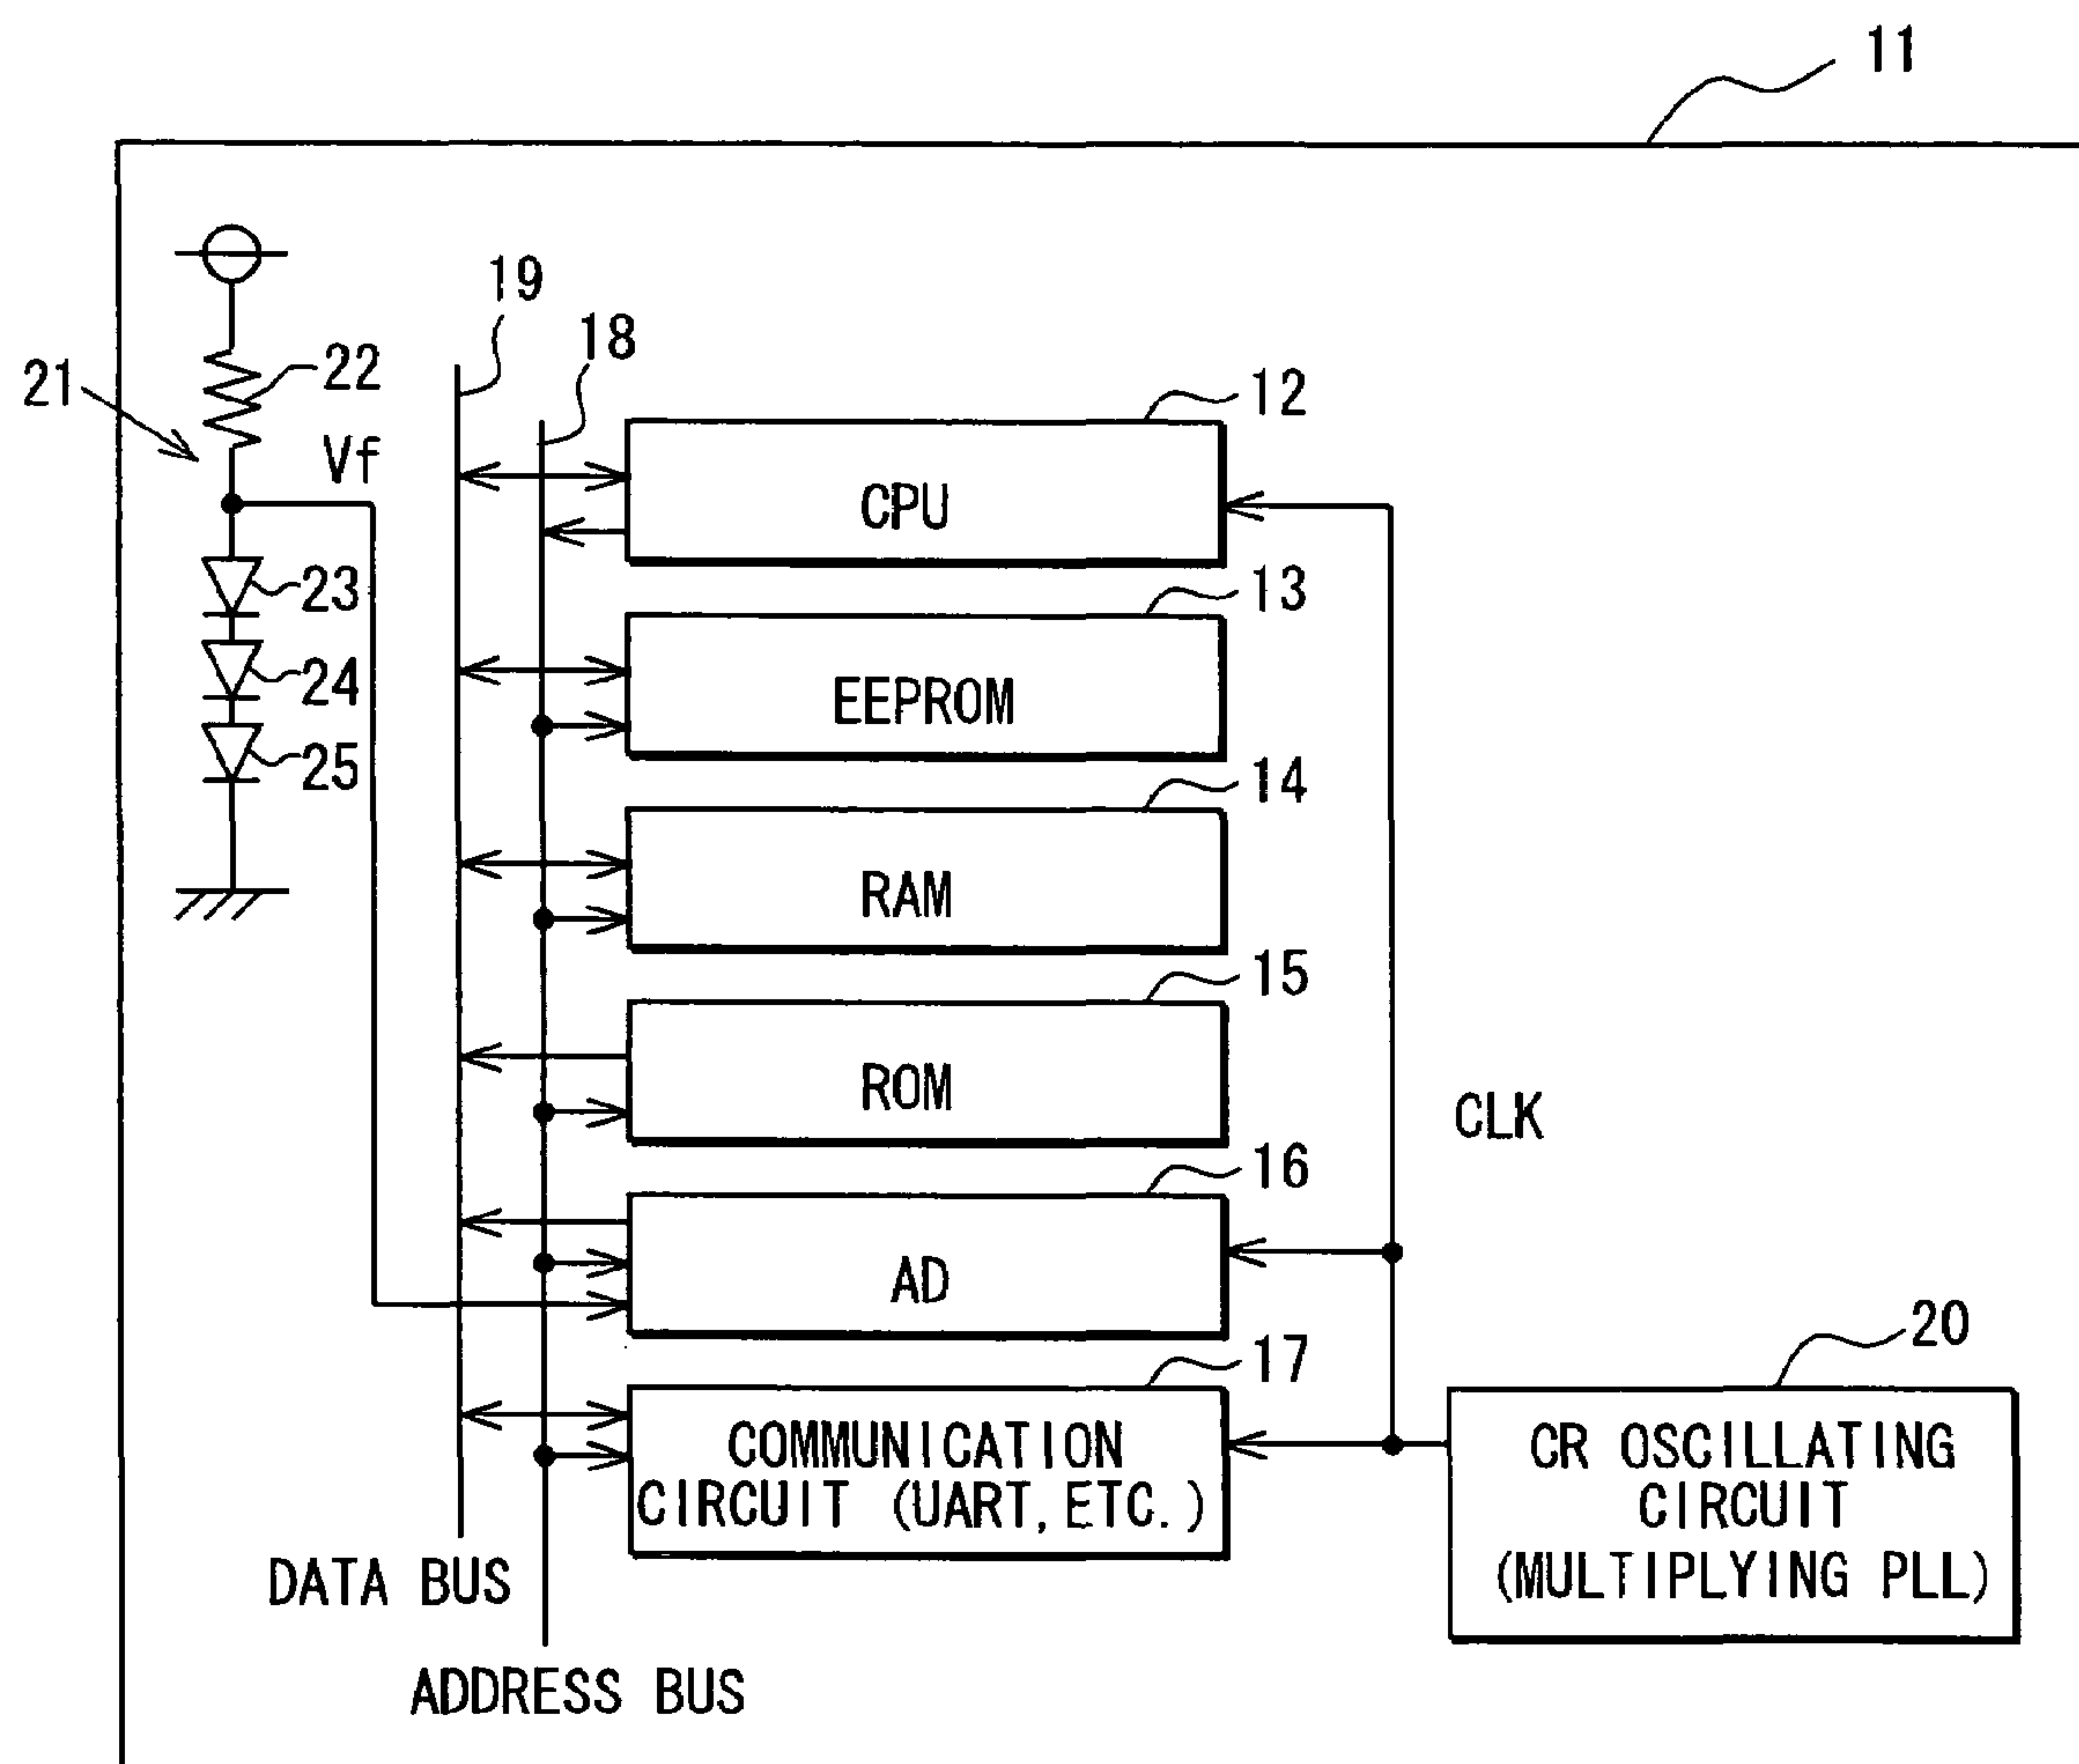 11
19
18
21
22
Vf
12
CPU
23
13
24
EEPROM
25
14
RAM
15
ROM
CLK
16
AD
20
17
COMMUNICATION
CIRCUIT (UART, ETC.)
CR OSCILLATING
CIRCUIT
(MULTIPLYING PLL)
DATA BUS
ADDRESS BUS